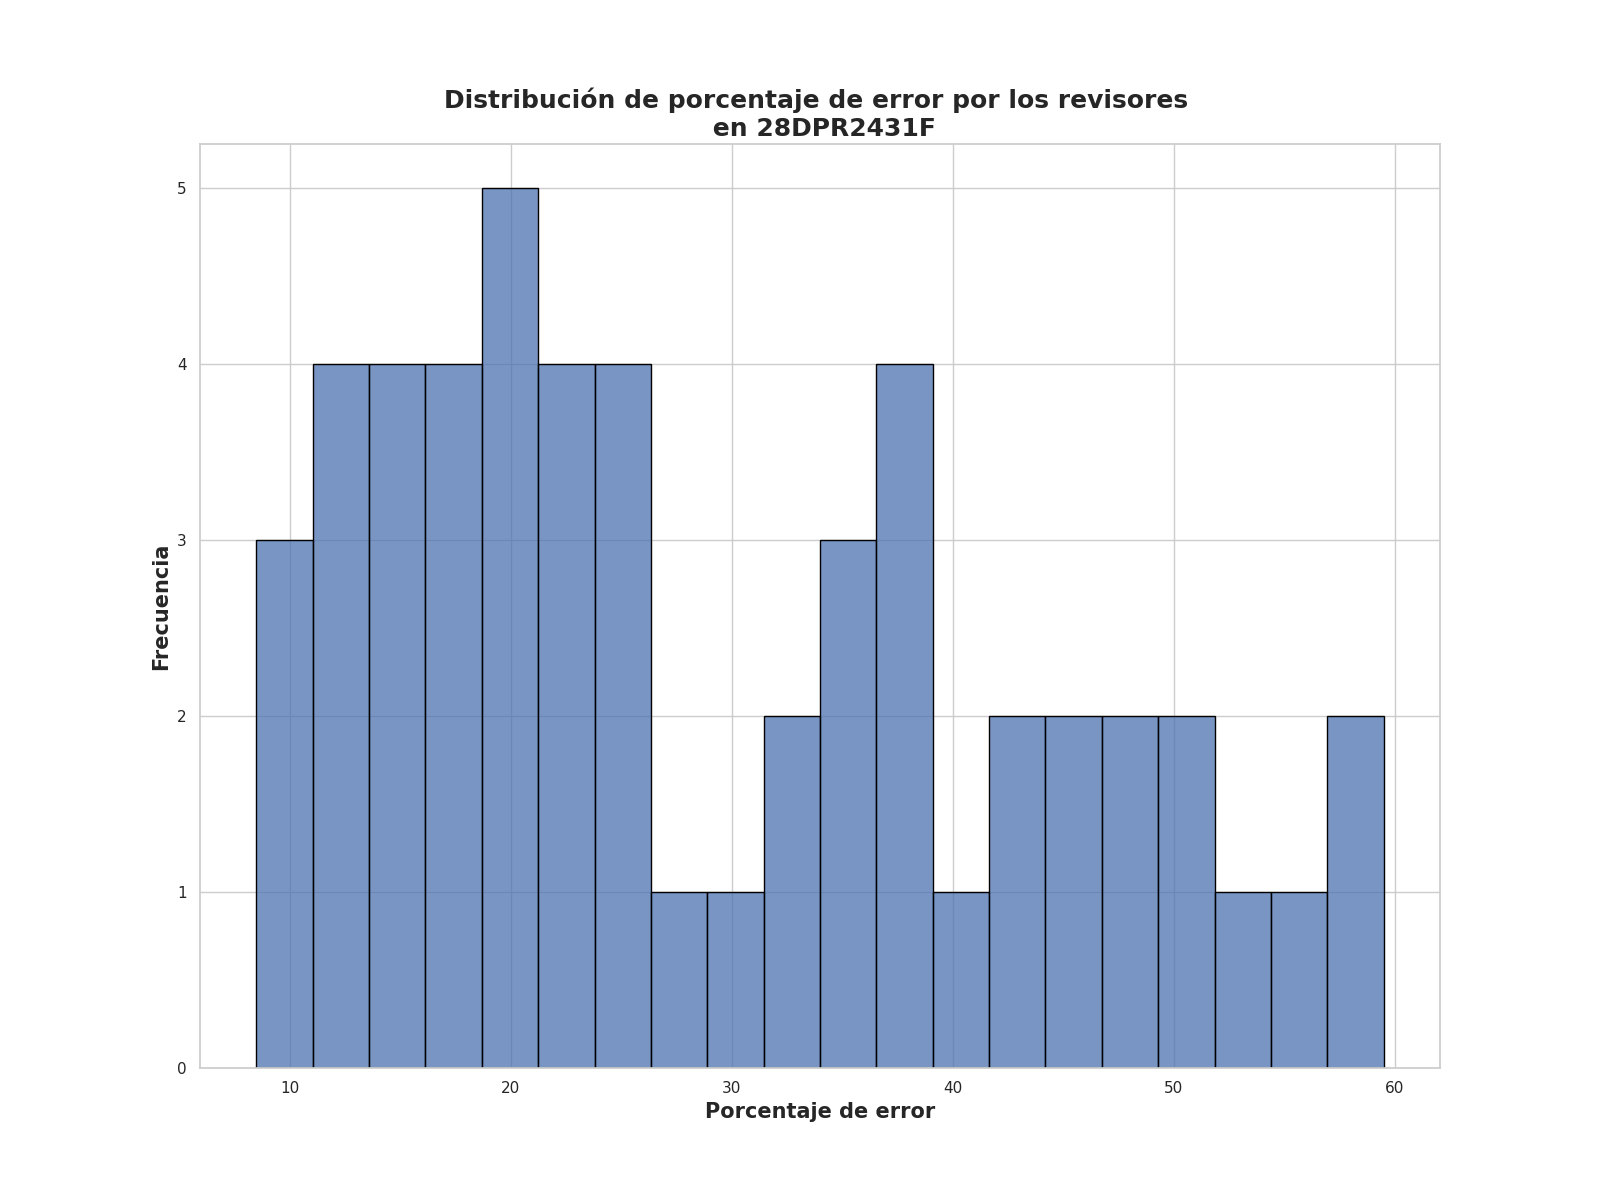 Distribución de porcentaje de error por los revisores
en 28DPR2431F
5
4
3
2
1
0
Frecuencia
10 20 30 40 50 60
Porcentaje de error